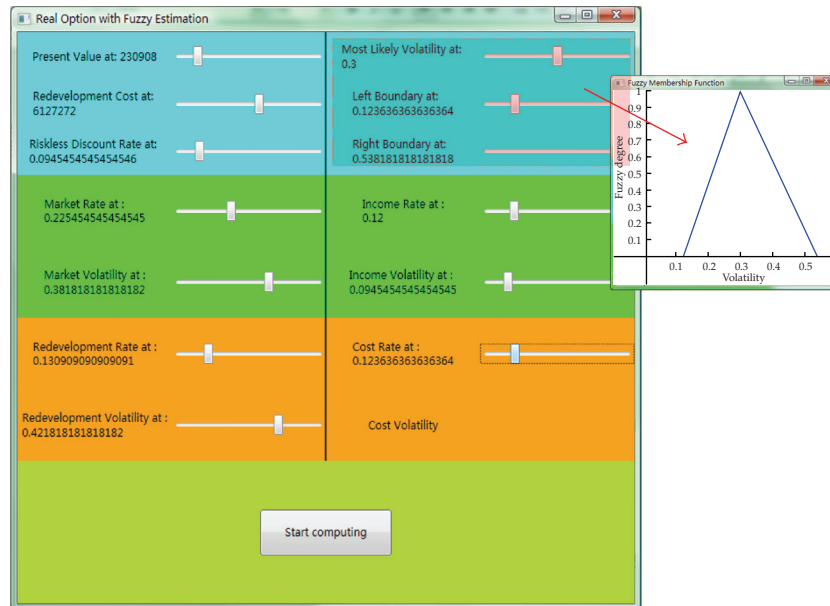 Real Option with Fuzzy Estimation
Present Value at: 230908
Most Likely Volatility at:
0.3
Redevelopment Cost at:
6127272
Left Boundary at:
0.123636363636364
Riskless Discount Rate at:
0.0945454545454546
Right Boundary at:
0.538181818181818
Market Rate at :
0.225454545454545
Income Rate at :
0.12
Market Volatility at :
0.381818181818182
Income Volatility at :
0.0945454545454545
Redevelopment Rate at :
0.130909090909091
Cost Rate at :
0.123636363636364
Redevelopment Volatility at :
0.421818181818182
Cost Volatility
Start computing
Fuzzy Membership Function
Fuzzy degree
1
0.9
0.8
0.7
0.6
0.5
0.4
0.3
0.2
0.1
0.1 0.2 0.3 0.4 0.5
Volatility